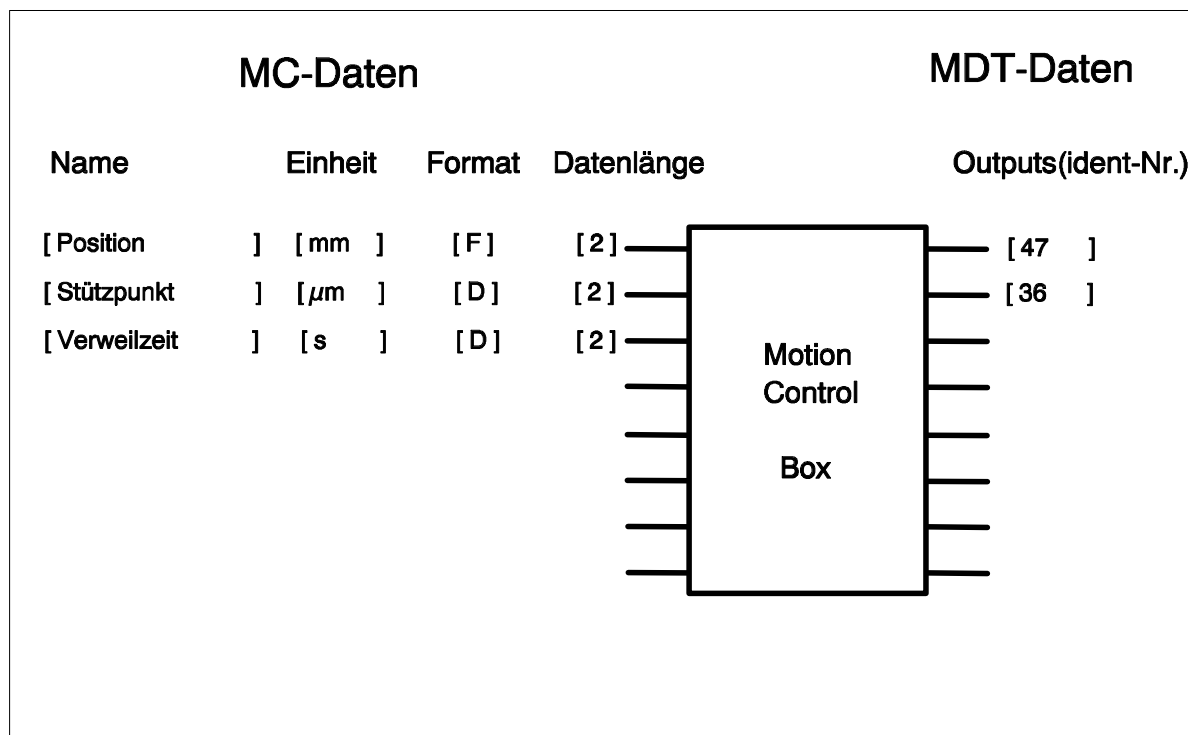 MC-Daten MDT-Daten
Name Einheit Format Datenlänge Outputs(ident-Nr.)
[ Position ] [ mm ] [ F ] [ 2 ] [ 47 ]
[ Stützpunkt ] [ µm ] [ D ] [ 2 ] [ 36 ]
[ Verweilzeit ] [ s ] [ D ] [ 2 ]
Motion
Control
Box